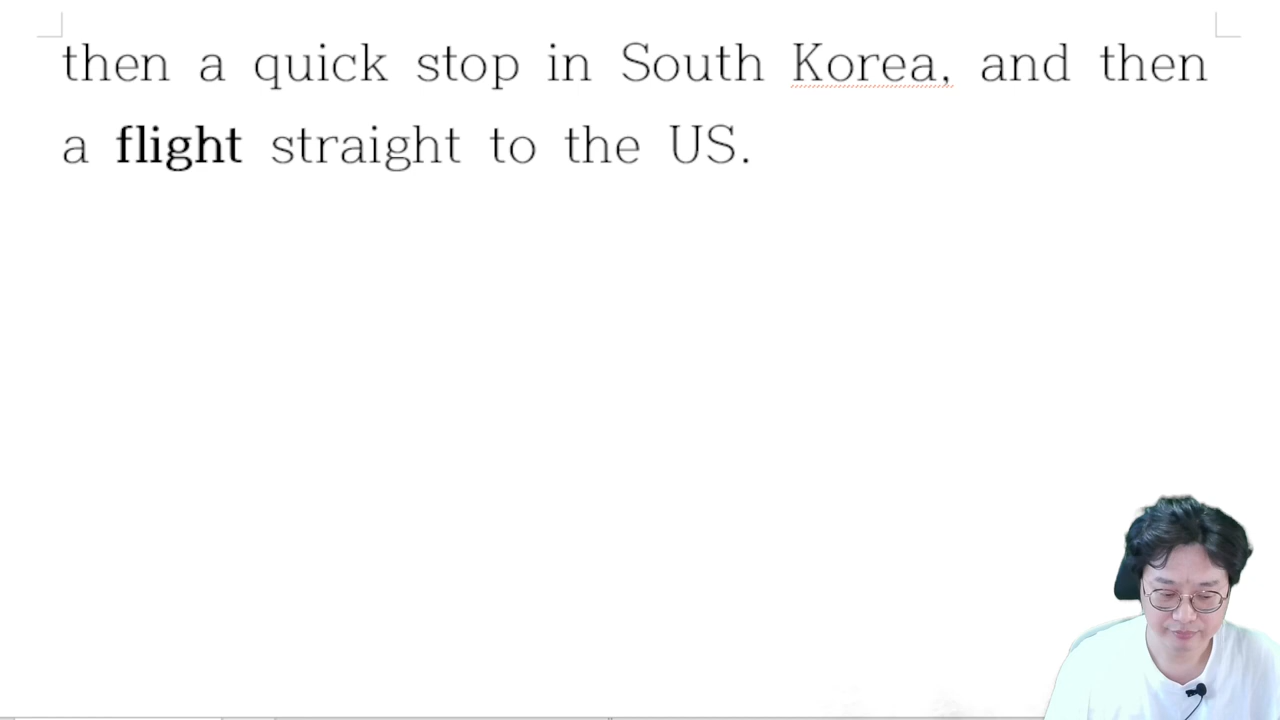 then a quick stop in South Korea, and then
a flight straight to the US.